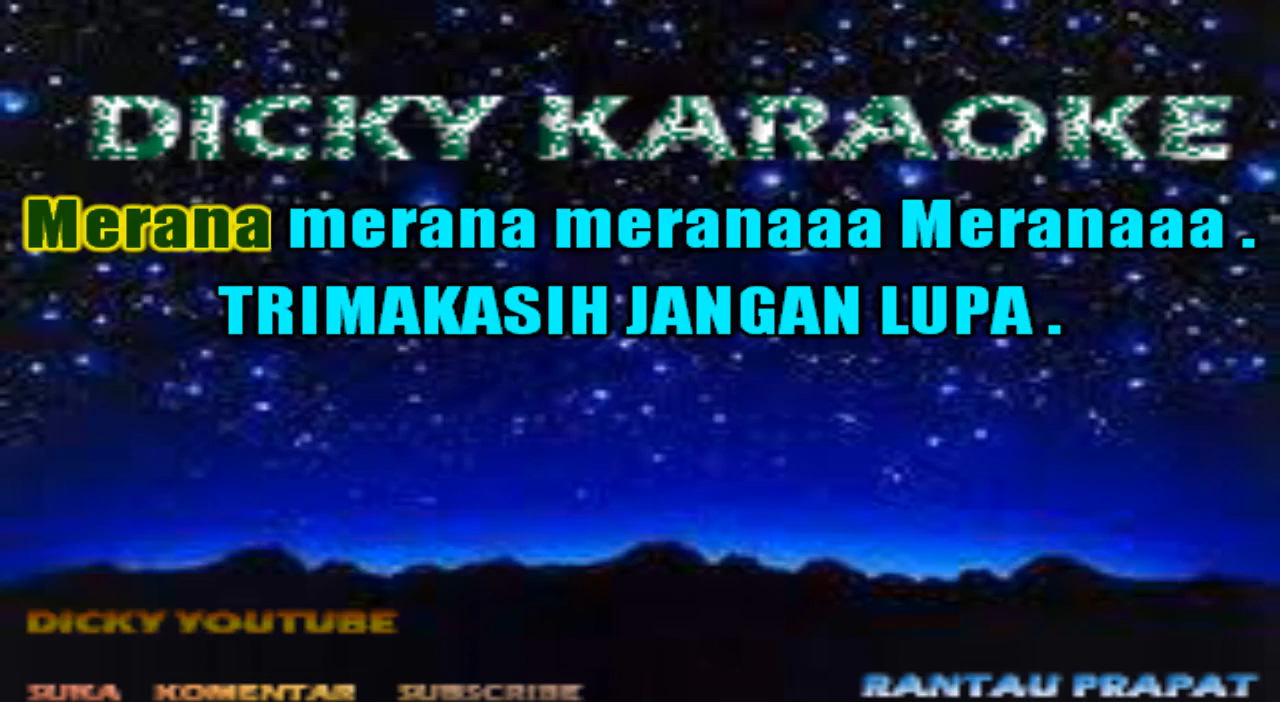 DICKY KARAOKE
Merana merana meranaaa Meranaaa .
TRIMAKASIH JANGAN LUPA .
DICKY YOUTUBE
SUKA KOMENTAR SUBSCRIBE
RANTAU PRAPAT